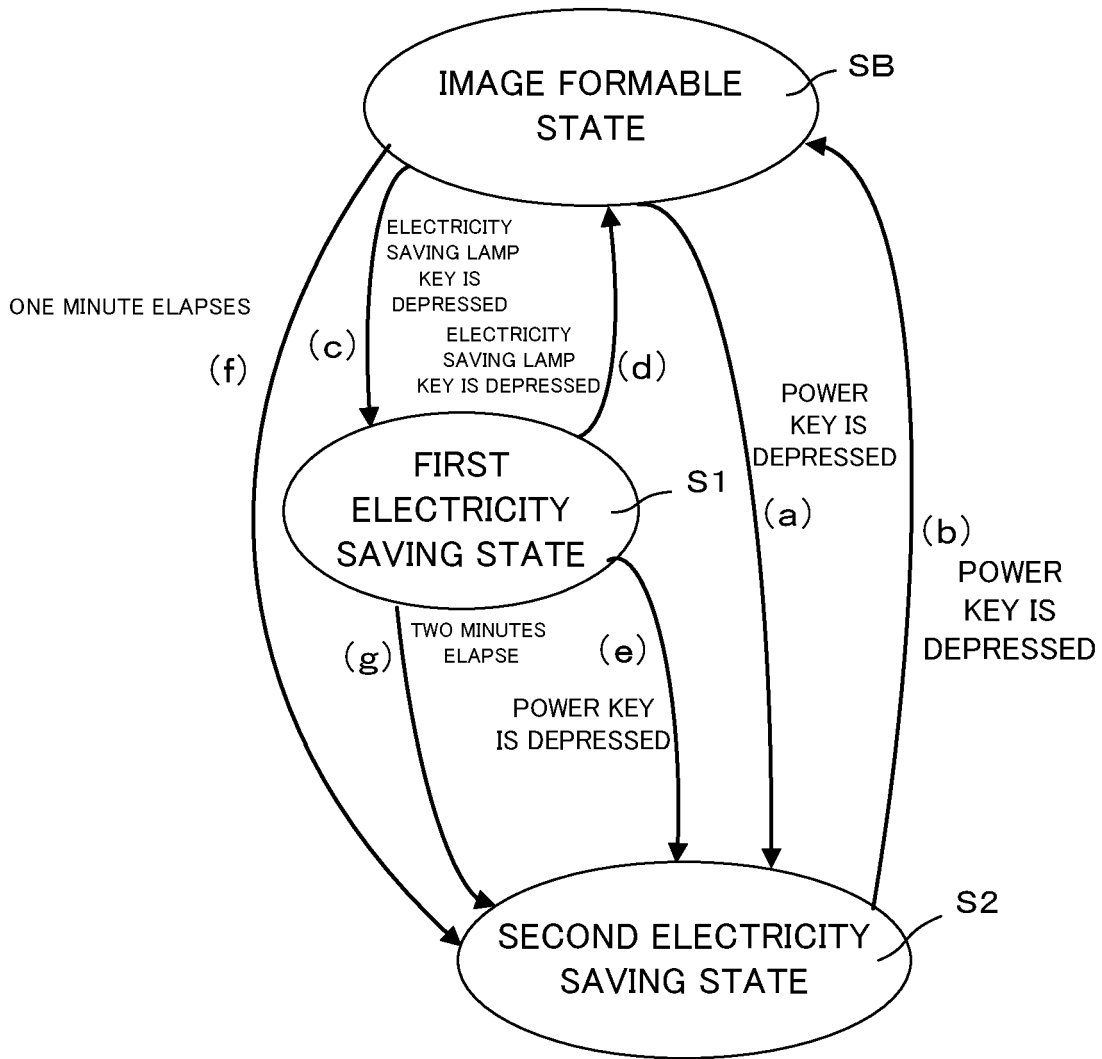 IMAGE FORMABLE
STATE
SB
ELECTRICITY
SAVING LAMP
KEY IS
DEPRESSED
ONE MINUTE ELAPSES
(f)
(c)
ELECTRICITY
SAVING LAMP
KEY IS DEPRESSED
(d)
POWER
KEY IS
DEPRESSED
(a)
FIRST
ELECTRICITY
SAVING STATE
S1
(b)
POWER
KEY IS
DEPRESSED
(g)
TWO MINUTES
ELAPSE
(e)
POWER KEY
IS DEPRESSED
SECOND ELECTRICITY
SAVING STATE
S2